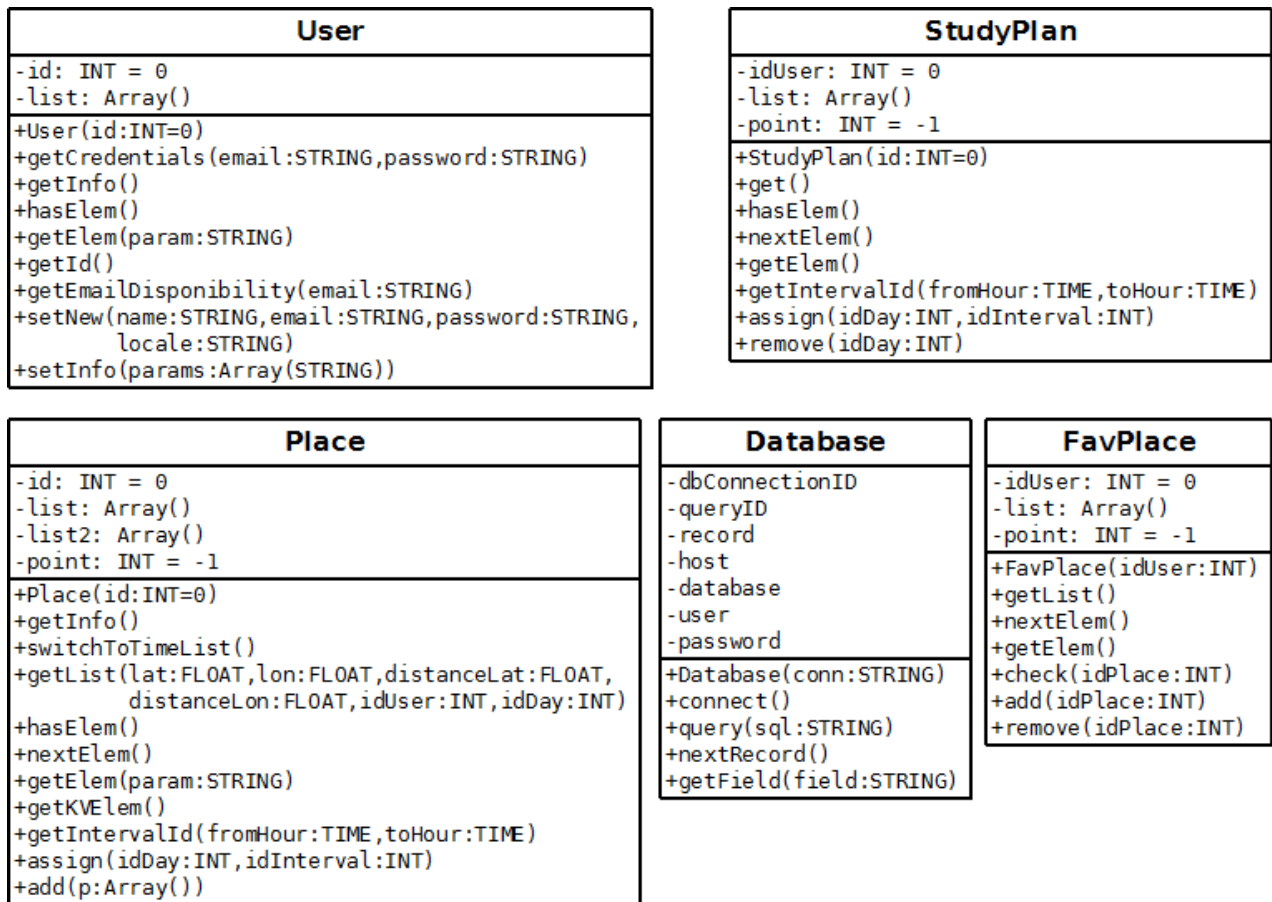 User
-id: INT = 0
-list: Array()
+User(id:INT=0)
+getCredentials(email:STRING,password:STRING)
+getInfo()
+hasElem()
+getElem(param:STRING)
+getId()
+getEmailDisponibility(email:STRING)
+setNew(name:STRING,email:STRING,password:STRING,
locale:STRING)
+setInfo(params:Array(STRING))
StudyPlan
-idUser: INT = 0
-list: Array()
-point: INT = -1
+StudyPlan(id:INT=0)
+get()
+hasElem()
+nextElem()
+getElem()
+getIntervalId(fromHour:TIME,toHour:TIME)
+assign(idDay:INT,idInterval:INT)
+remove(idDay:INT)
Place
-id: INT = 0
-list: Array()
-list2: Array()
-point: INT = -1
+Place(id:INT=0)
+getInfo()
+switchToTimeList()
+getList(lat:FLOAT,lon:FLOAT,distanceLat:FLOAT,
distanceLon:FLOAT,idUser:INT,idDay:INT)
+hasElem()
+nextElem()
+getElem(param:STRING)
+getKVElem()
+getIntervalId(fromHour:TIME,toHour:TIME)
+assign(idDay:INT,idInterval:INT)
+add(p:Array())
Database
-dbConnectionID
-queryID
-record
-host
-database
-user
-password
+Database(conn:STRING)
+connect()
+query(sql:STRING)
+nextRecord()
+getField(field:STRING)
FavPlace
-idUser: INT = 0
-list: Array()
-point: INT = -1
+FavPlace(idUser:INT)
+getList()
+nextElem()
+getElem()
+check(idPlace:INT)
+add(idPlace:INT)
+remove(idPlace:INT)